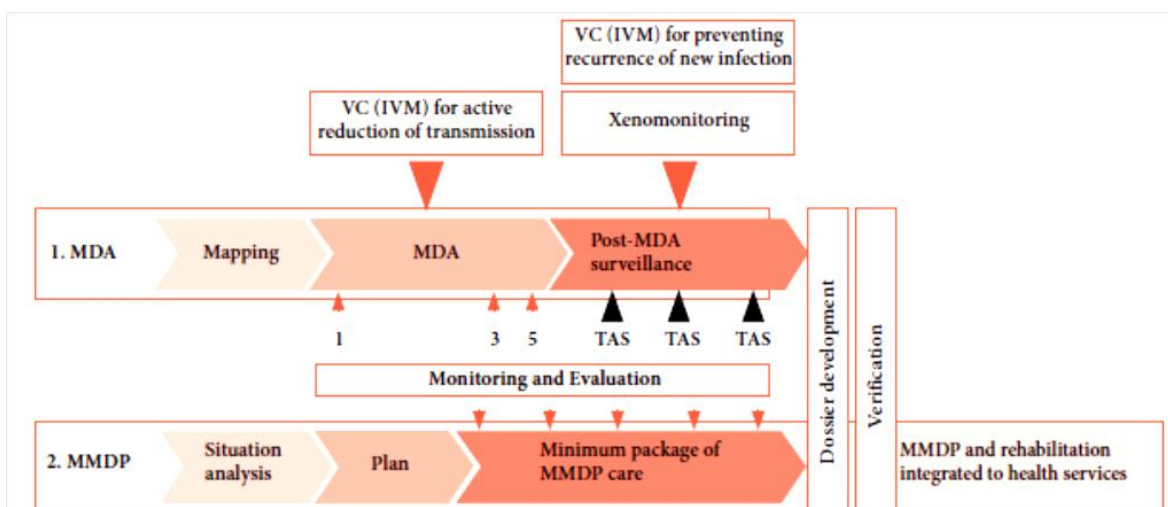 VC (IVM) for preventing
recurrence of new infection
VC (IVM) for active
reduction of transmission
Xenomonitoring
1. MDA
Mapping
MDA
Post-MDA
surveillance
1
3
5
TAS
TAS
TAS
Monitoring and Evaluation
2. MMDP
Situation
analysis
Plan
Minimum package of
MMDP care
Dossier development
Verification
MMDP and rehabilitation
integrated to health services